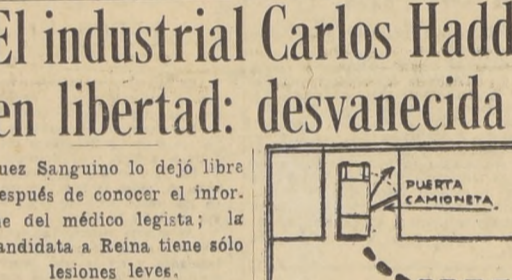 El industrial Carlos Hadd
en libertad: desvanecida
uez Sanguino lo dejó libre
espués de conocer el infor-
e del médico legista; la
andidata a Reina tiene sólo
lesiones leves.
PUERTA
CAMIONETA.